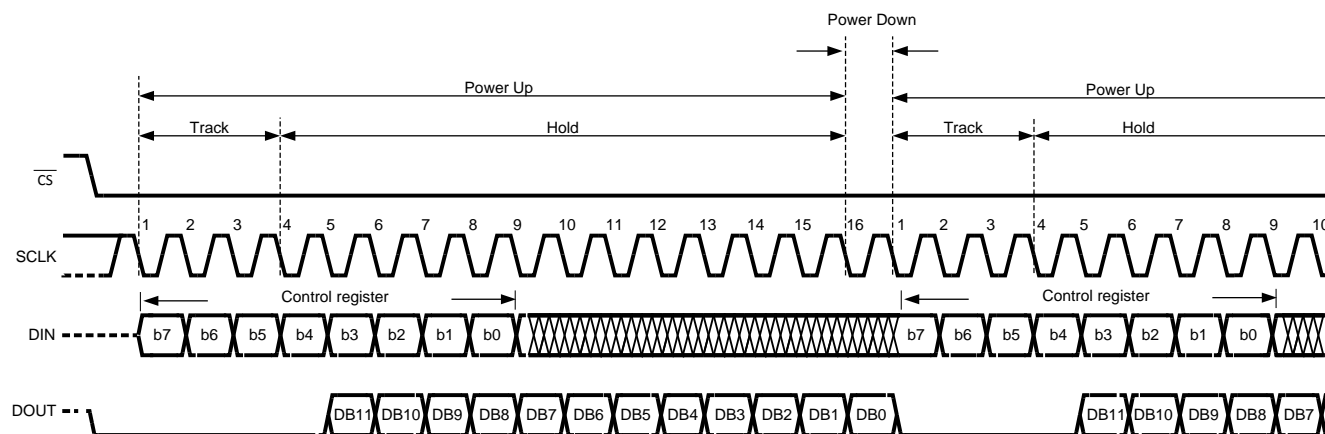 Power Down
Power Up Power Up
Track Hold Track Hold
CS
1 2 3 4 5 6 7 8 9 10 11 12 13 14 15 16 1 2 3 4 5 6 7 8 9 10
SCLK
Control register Control register
DIN b7 b6 b5 b4 b3 b2 b1 b0 b7 b6 b5 b4 b3 b2 b1 b0
DOUT DB11 DB10 DB9 DB8 DB7 DB6 DB5 DB4 DB3 DB2 DB1 DB0 DB11 DB10 DB9 DB8 DB7